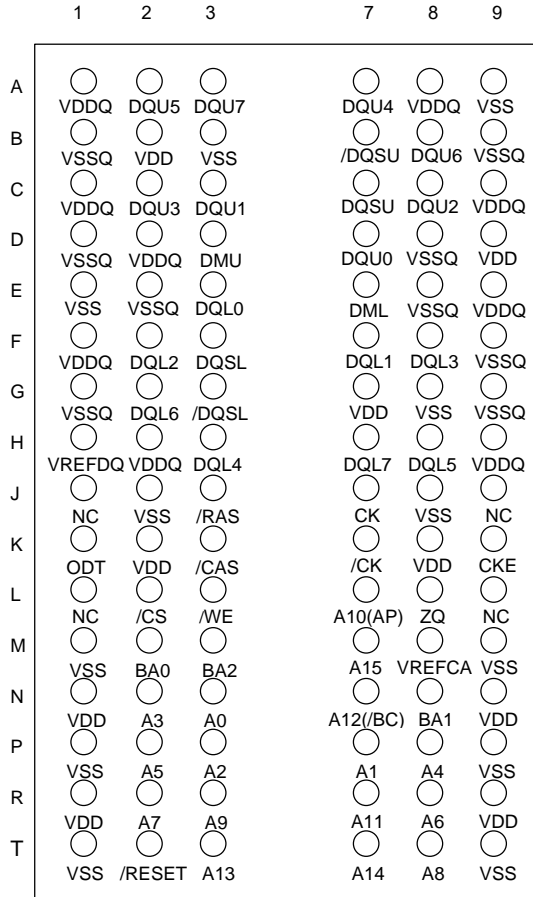 1 2 3 7 8 9
A
VDDQ DQU5 DQU7 DQU4 VDDQ VSS
B
VSSQ VDD VSS /DQSU DQU6 VSSQ
C
VDDQ DQU3 DQU1 DQSU DQU2 VDDQ
D
VSSQ VDDQ DMU DQU0 VSSQ VDD
E
VSS VSSQ DQL0 DML VSSQ VDDQ
F
VDDQ DQL2 DQSL DQL1 DQL3 VSSQ
G
VSSQ DQL6 /DQSL VDD VSS VSSQ
H
VREFDQ VDDQ DQL4 DQL7 DQL5 VDDQ
J
NC VSS /RAS CK VSS NC
K
ODT VDD /CAS /CK VDD CKE
L
NC /CS /WE A10(AP) ZQ NC
M
VSS BA0 BA2 A15 VREFCA VSS
N
VDD A3 A0 A12(/BC) BA1 VDD
P
VSS A5 A2 A1 A4 VSS
R
VDD A7 A9 A11 A6 VDD
T
VSS /RESET A13 A14 A8 VSS